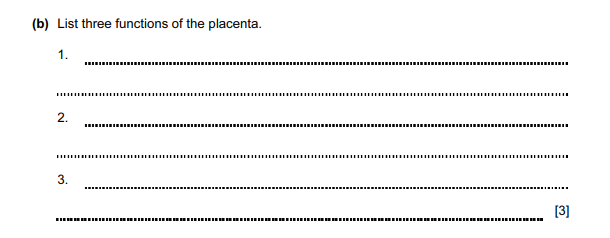 (b) List three functions of the placenta.
1.
2.
3.
[3]